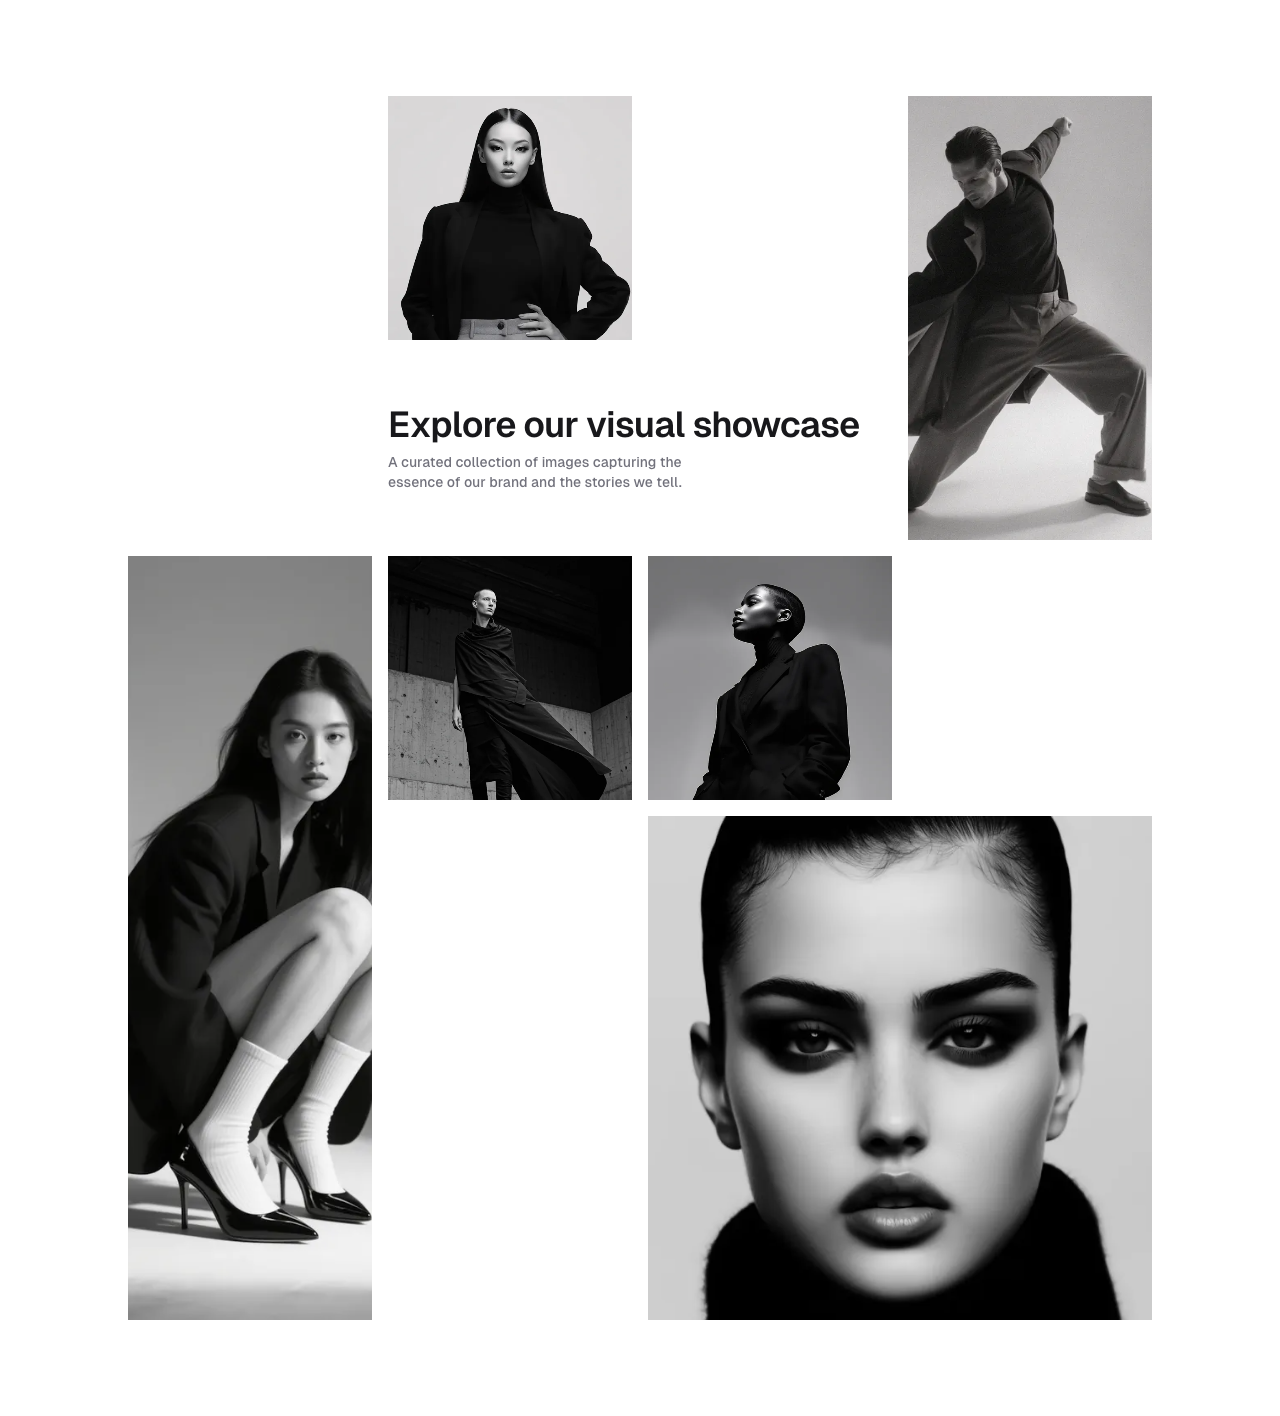 Explore our visual showcase
A curated collection of images capturing the
essence of our brand and the stories we tell.